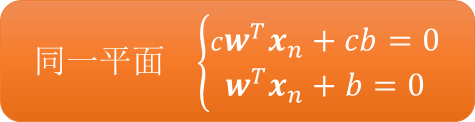 同一平面
c𝒘ᵀ𝒙ₙ + cb = 0
𝒘ᵀ𝒙ₙ + b = 0